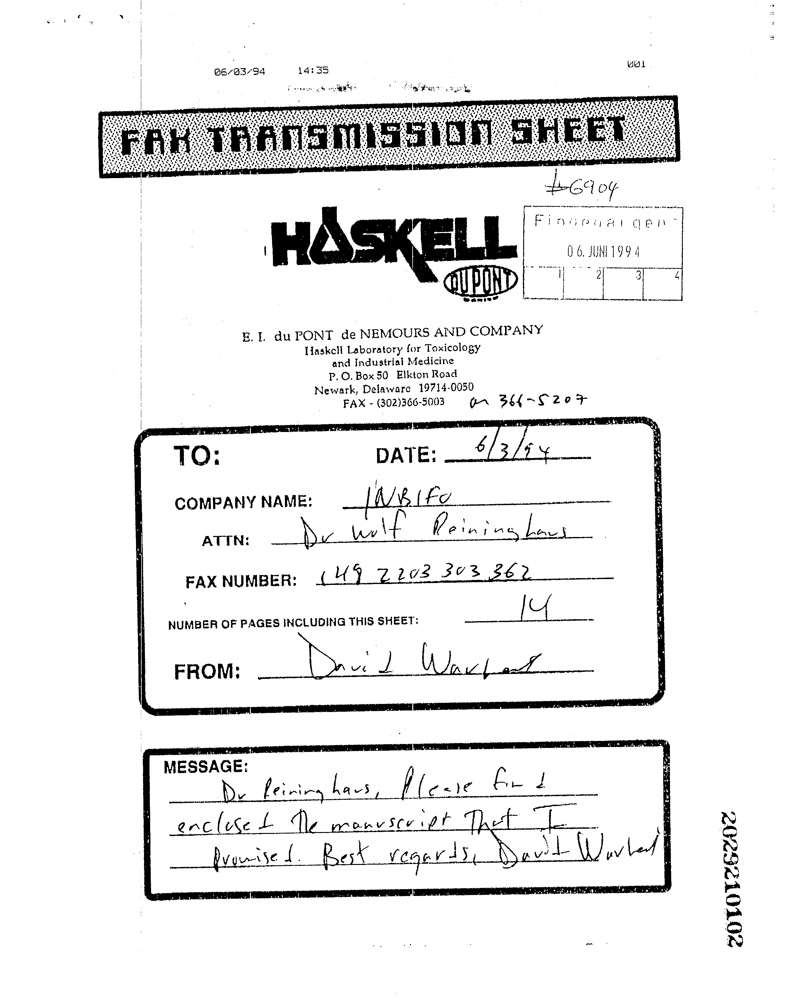 06/03/94 14:35 001
FAX TRANSMISSION SHEET
#6904
HASKELL
DUPONT
06. JUNI 1994
1 2 3 4
E. I. du PONT de NEMOURS AND COMPANY
Haskell Laboratory for Toxicology
and Industrial Medicine
P. O. Box 50 Elkton Road
Newark, Delaware 19714-0050
FAX - (302)366-5003 or 366-5207
TO: DATE: 6/3/94
COMPANY NAME: INBIFO
ATTN: Dr Wolf Reininghaus
FAX NUMBER: 149 2203 303 362
NUMBER OF PAGES INCLUDING THIS SHEET: 14
FROM: David Warheit
MESSAGE:
Dr Reininghaus, Please find
enclosed the manuscript that I
promised. Best regards, David Warheit
2029210102